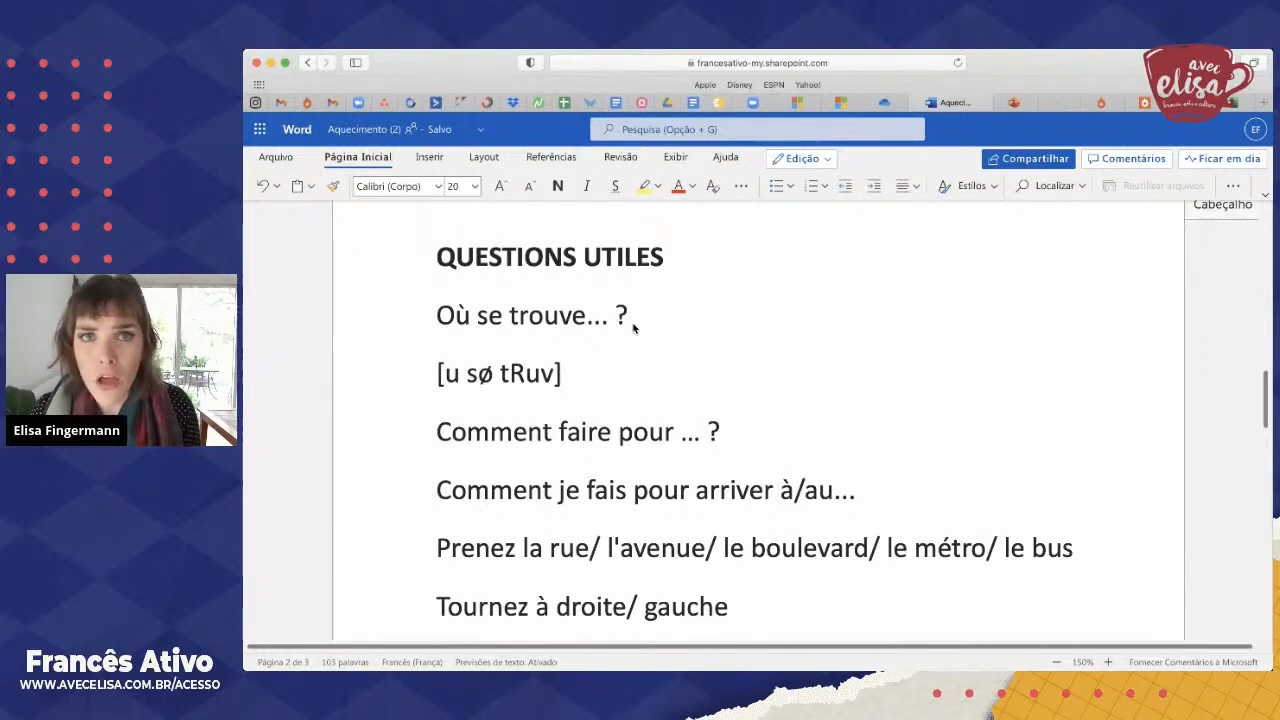 francesativo-my.sharepoint.com
Apple Disney ESPN Yahoo!
Aqueci...
avec
elisa
Word Aquecimento (2) - Salvo
Pesquisa (Opção + G)
EF
Arquivo Página Inicial Inserir Layout Referências Revisão Exibir Ajuda
Edição
Compartilhar Comentários Ficar em dia
Calibri (Corpo) 20 N I S A Estilos Localizar Reutilizar arquivos
Cabeçalho
QUESTIONS UTILES
Où se trouve... ?
[u sø tRuv]
Comment faire pour ... ?
Comment je fais pour arriver à/au...
Prenez la rue/ l'avenue/ le boulevard/ le métro/ le bus
Tournez à droite/ gauche
Elisa Fingermann
Página 2 de 3 103 palavras Francês (França) Previsões de texto: Ativado
150% Fornecer Comentários à Microsoft
Francês Ativo
WWW.AVECELISA.COM.BR/ACESSO